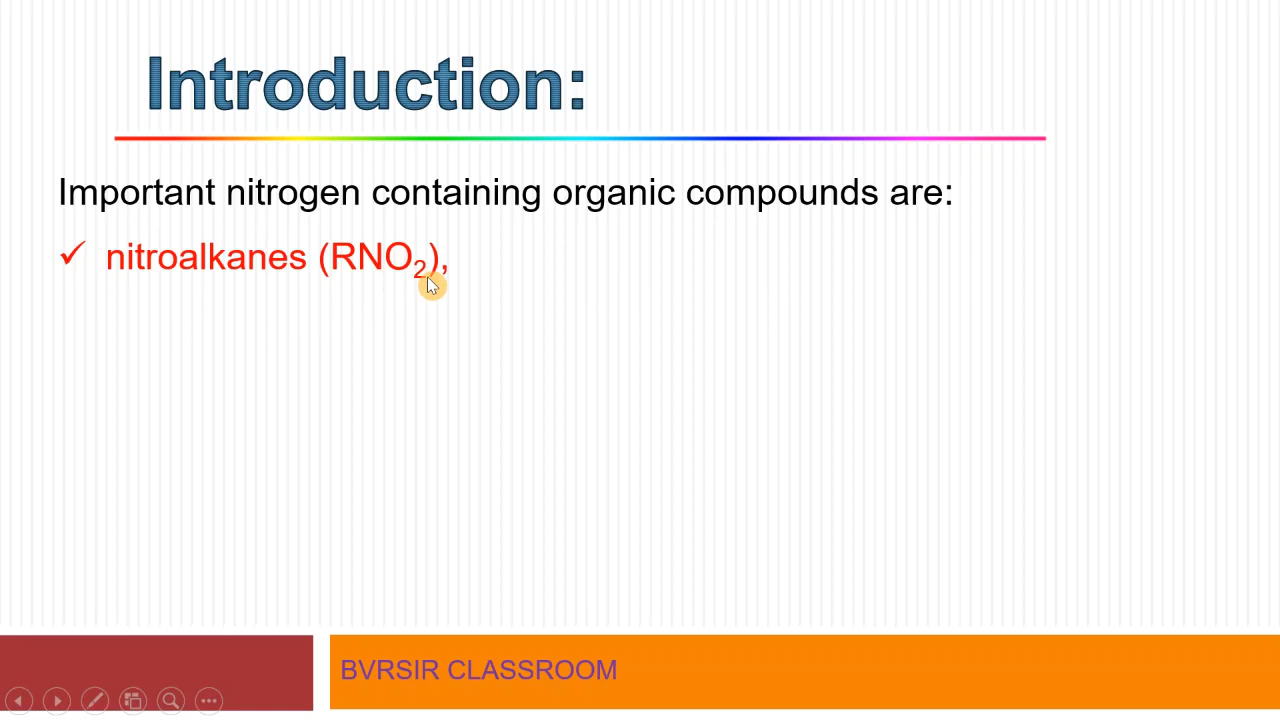 Introduction:
Important nitrogen containing organic compounds are:
✓ nitroalkanes (RNO₂),
BVRSIR CLASSROOM